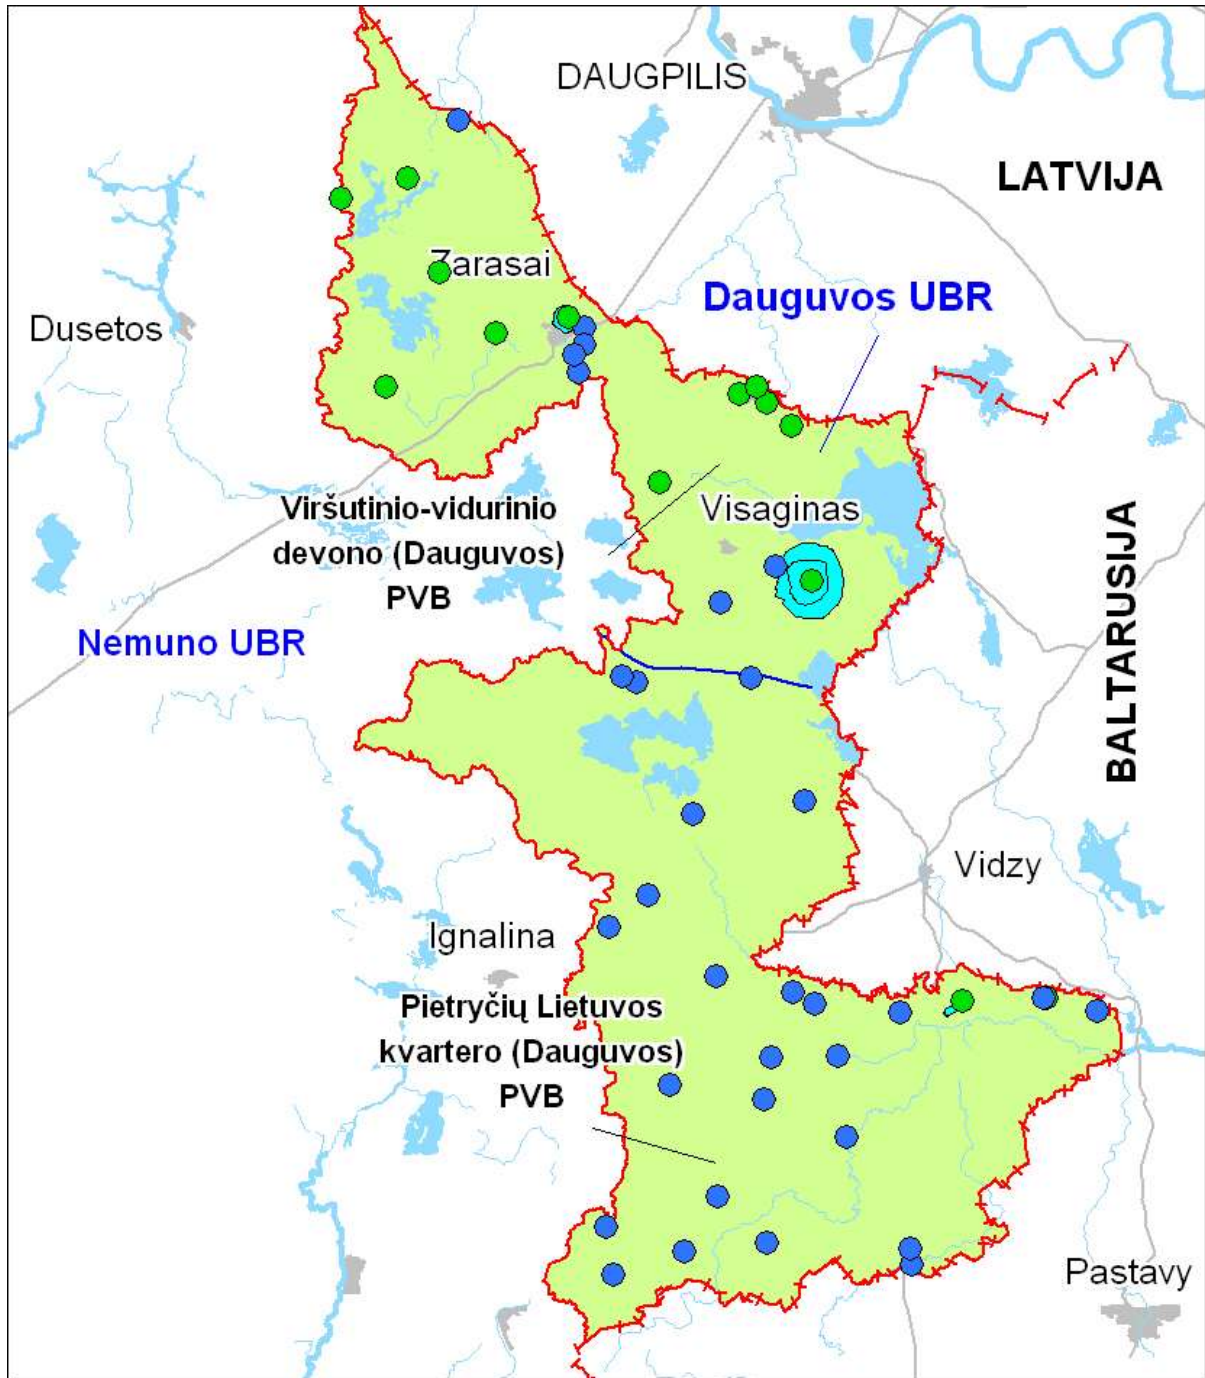 DAUGPILIS
LATVIJA
Zarasai
Dauguvos UBR
Dusetos
Viršutinio-vidurinio
devono (Dauguvos)
PVB
Visaginas
BALTARUSIJA
Nemuno UBR
Vidzy
Ignalina
Pietryčių Lietuvos
kvartero (Dauguvos)
PVB
Pastavy